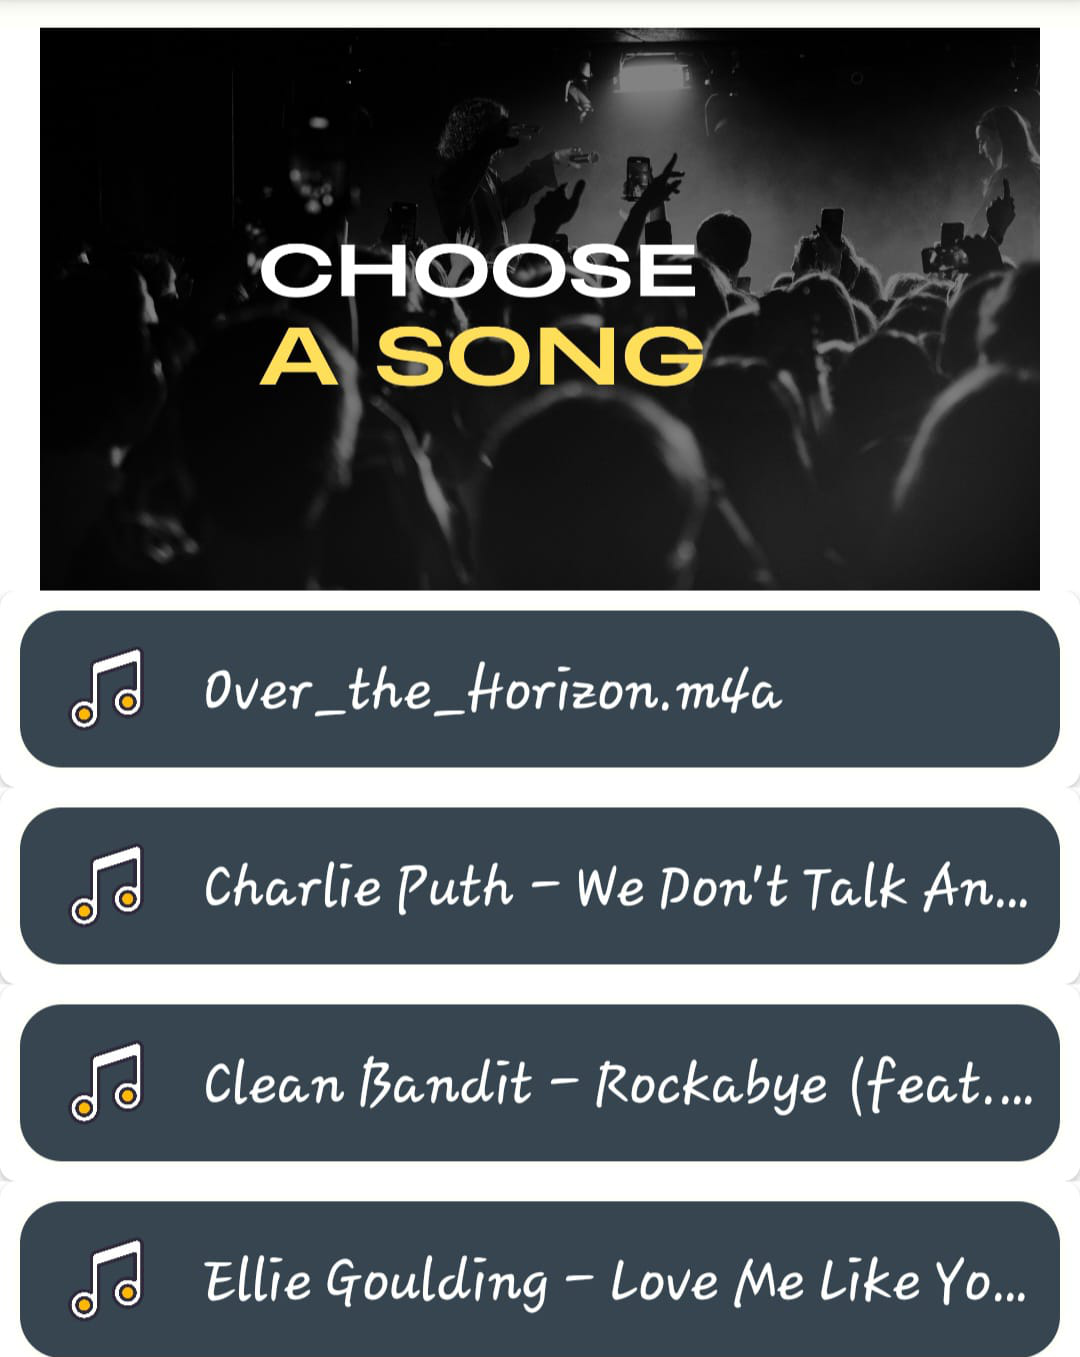 CHOOSE
A SONG
Over_the_Horizon.m4a
Charlie Puth - We Don't Talk An...
Clean Bandit - Rockabye (feat....
Ellie Goulding - Love Me Like Yo...